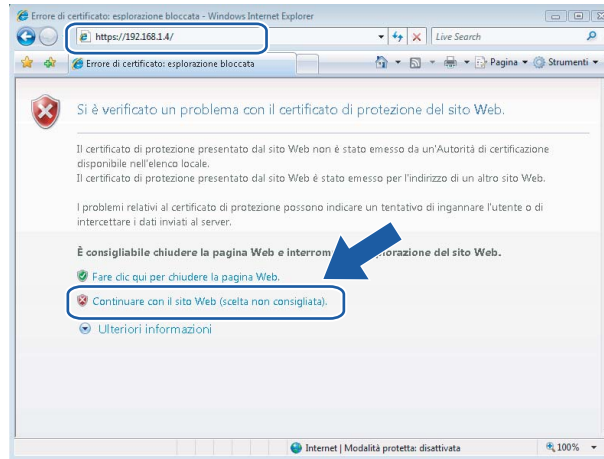 Errore di certificato: esplorazione bloccata - Windows Internet Explorer
https://192.168.1.4/
Live Search
Errore di certificato: esplorazione bloccata
Pagina
Strumenti
Si è verificato un problema con il certificato di protezione del sito Web.
Il certificato di protezione presentato dal sito Web non è stato emesso da un'Autorità di certificazione
disponibile nell'elenco locale.
Il certificato di protezione presentato dal sito Web è stato emesso per l'indirizzo di un altro sito Web.
I problemi relativi al certificato di protezione possono indicare un tentativo di ingannare l'utente o di
intercettare i dati inviati al server.
È consigliabile chiudere la pagina Web e interrom orazione del sito Web.
Fare clic qui per chiudere la pagina Web.
Continuare con il sito Web (scelta non consigliata).
Ulteriori informazioni
Internet | Modalità protetta: disattivata
100%